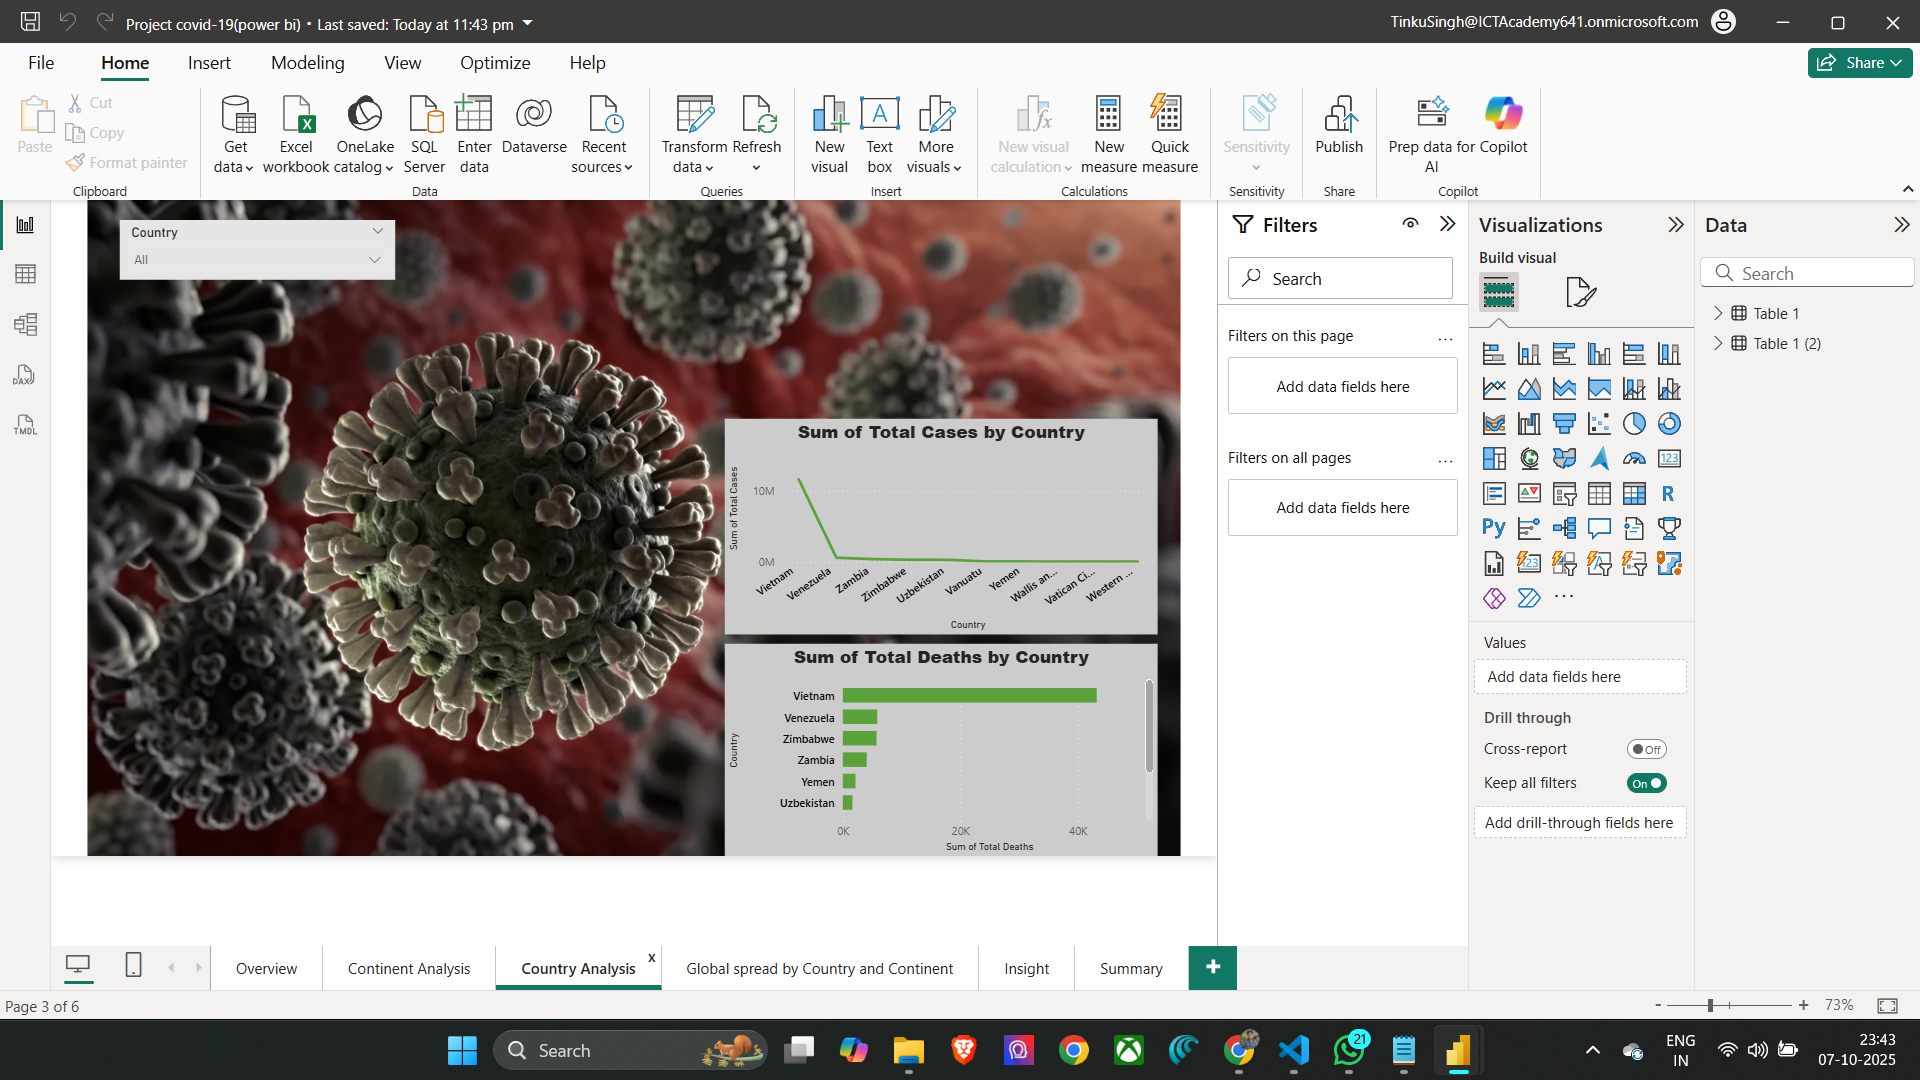 Project covid-19(power bi) • Last saved: Today at 11:43 pm
TinkuSingh@ICTAcademy641.onmicrosoft.com
File Home Insert Modeling View Optimize Help
Share
Paste
Cut
Copy
Format painter
Clipboard
Get data
Excel workbook
OneLake catalog
SQL Server
Enter data
Dataverse
Recent sources
Data
Transform data
Refresh
Queries
New visual
Text box
More visuals
Insert
New visual calculation
New measure
Quick measure
Calculations
Sensitivity
Sensitivity
Publish
Share
Prep data for AI
Copilot
Copilot
DAX
TMDL
Country
All
Sum of Total Cases by Country
Sum of Total Cases
10M
0M
Vietnam
Venezuela
Zambia
Zimbabwe
Uzbekistan
Vanuatu
Yemen
Wallis an...
Vatican Ci...
Western ...
Country
Sum of Total Deaths by Country
Country
Vietnam
Venezuela
Zimbabwe
Zambia
Yemen
Uzbekistan
0K 20K 40K
Sum of Total Deaths
Filters
Search
Filters on this page ...
Add data fields here
Filters on all pages ...
Add data fields here
Visualizations
Build visual
123
R
Py
123
...
Values
Add data fields here
Drill through
Cross-report Off
Keep all filters On
Add drill-through fields here
Data
Search
Table 1
Table 1 (2)
Overview
Continent Analysis
Country Analysis x
Global spread by Country and Continent
Insight
Summary
+
Page 3 of 6
- + 73%
Search
21
ENG
IN
23:43
07-10-2025